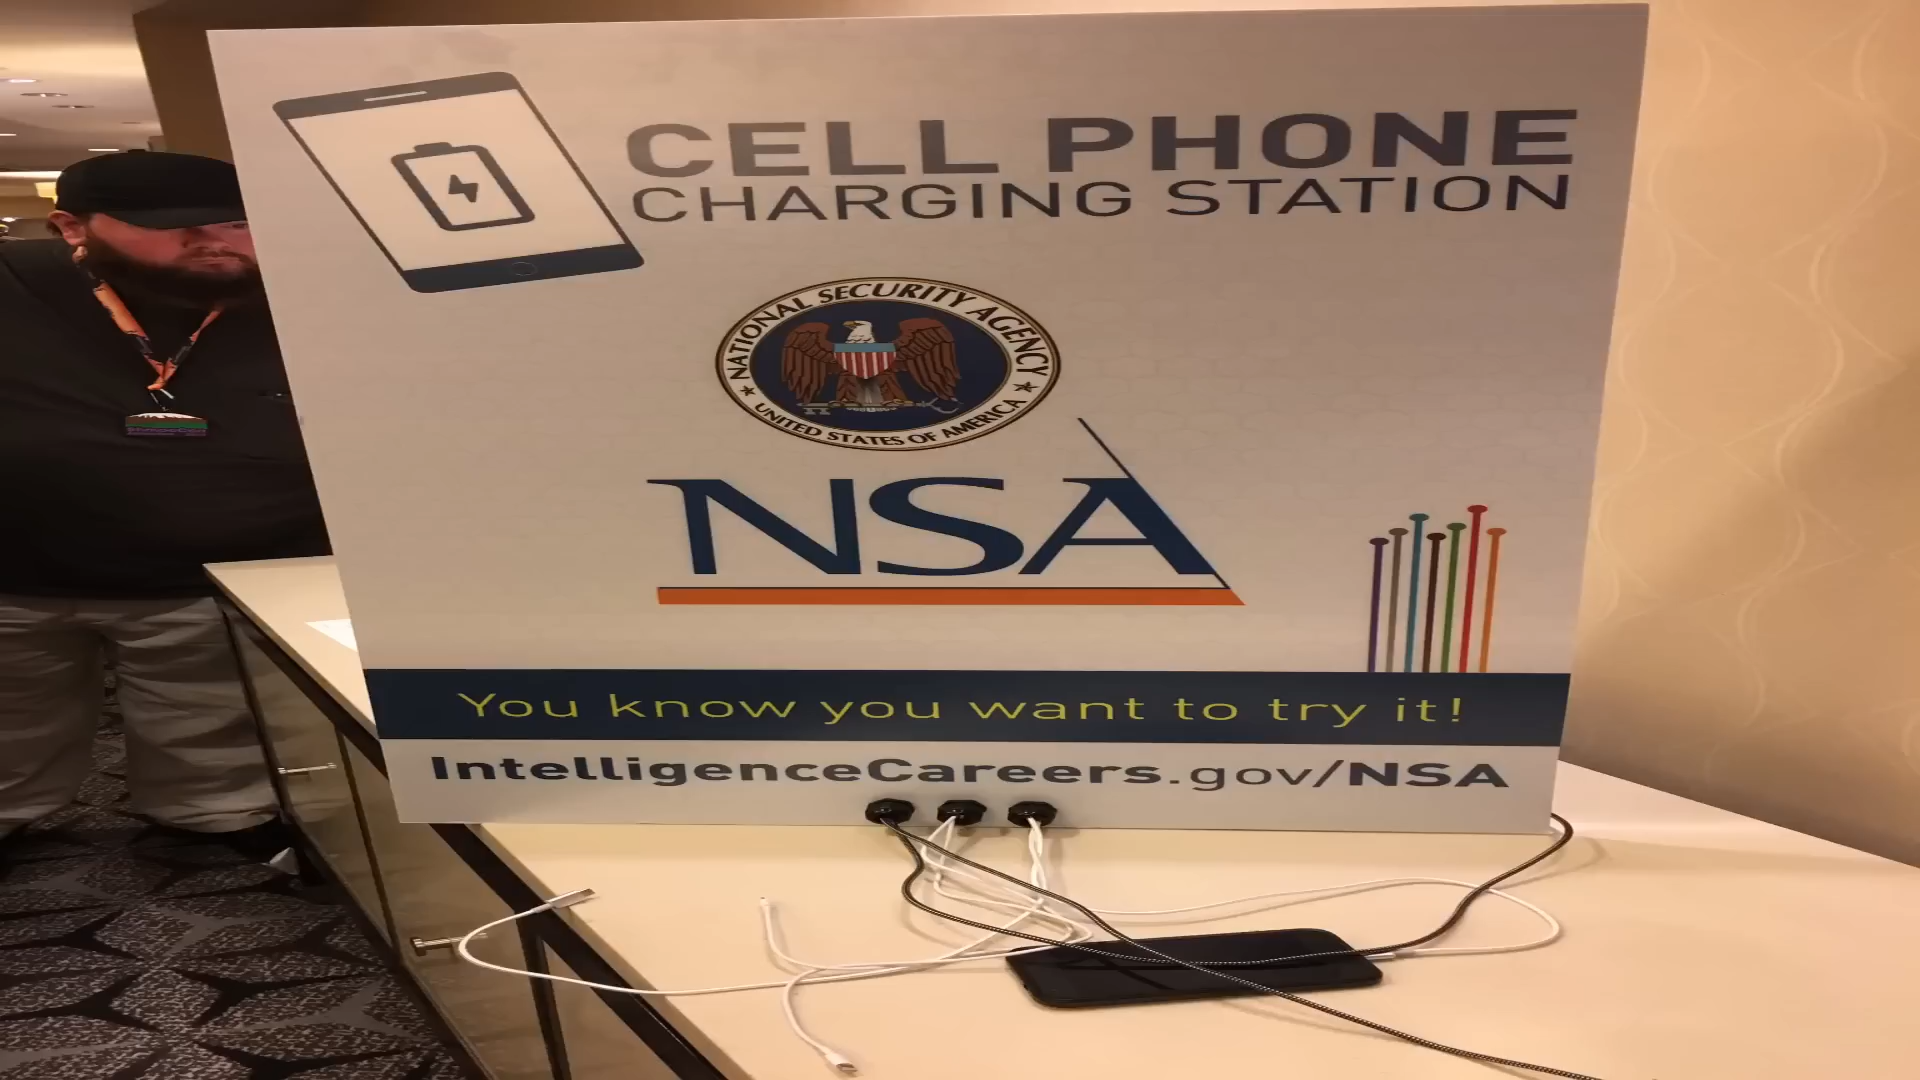 CELL PHONE
CHARGING STATION
NATIONAL SECURITY AGENCY
UNITED STATES OF AMERICA
NSA
You know you want to try it!
IntelligenceCareers.gov/NSA